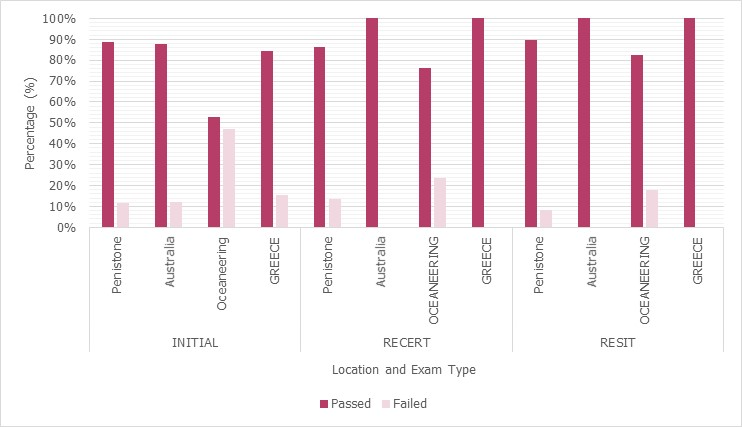 100%
90%
80%
70%
60%
50%
40%
30%
20%
10%
0%
Percentage (%)
Penistone
Australia
Oceaneering
GREECE
Penistone
Australia
OCEANEERING
GREECE
Penistone
Australia
OCEANEERING
GREECE
INITIAL
RECERT
RESIT
Location and Exam Type
Passed
Failed